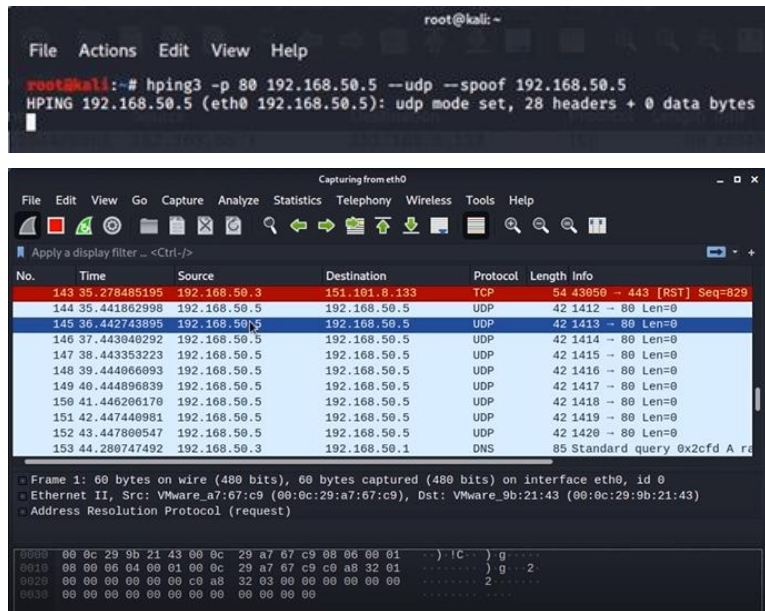 root@kali: ~
File Actions Edit View Help
root@kali:~# hping3 -p 80 192.168.50.5 --udp --spoof 192.168.50.5
HPING 192.168.50.5 (eth0 192.168.50.5): udp mode set, 28 headers + 0 data bytes
Capturing from eth0
File Edit View Go Capture Analyze Statistics Telephony Wireless Tools Help
Apply a display filter ... <Ctrl-/>
No. Time Source Destination Protocol Length Info
143 35.278485195 192.168.50.3 151.101.8.133 TCP 54 43050 → 443 [RST] Seq=829
144 35.441862998 192.168.50.5 192.168.50.5 UDP 42 1412 → 80 Len=0
145 36.442743895 192.168.50.5 192.168.50.5 UDP 42 1413 → 80 Len=0
146 37.443040292 192.168.50.5 192.168.50.5 UDP 42 1414 → 80 Len=0
147 38.443353223 192.168.50.5 192.168.50.5 UDP 42 1415 → 80 Len=0
148 39.444066093 192.168.50.5 192.168.50.5 UDP 42 1416 → 80 Len=0
149 40.444896839 192.168.50.5 192.168.50.5 UDP 42 1417 → 80 Len=0
150 41.446206170 192.168.50.5 192.168.50.5 UDP 42 1418 → 80 Len=0
151 42.447440981 192.168.50.5 192.168.50.5 UDP 42 1419 → 80 Len=0
152 43.447800547 192.168.50.5 192.168.50.5 UDP 42 1420 → 80 Len=0
153 44.280747492 192.168.50.3 192.168.50.1 DNS 85 Standard query 0x2cfd A ra
Frame 1: 60 bytes on wire (480 bits), 60 bytes captured (480 bits) on interface eth0, id 0
Ethernet II, Src: VMware_a7:67:c9 (00:0c:29:a7:67:c9), Dst: VMware_9b:21:43 (00:0c:29:9b:21:43)
Address Resolution Protocol (request)
0000 00 0c 29 9b 21 43 00 0c 29 a7 67 c9 08 06 00 01 ··)·!C·· )·g·····
0010 08 00 06 04 00 01 00 0c 29 a7 67 c9 c0 a8 32 01 ········ )·g···2·
0020 00 00 00 00 00 00 c0 a8 32 03 00 00 00 00 00 00 ········ 2·······
0030 00 00 00 00 00 00 00 00 00 00 00 00 ········ ····